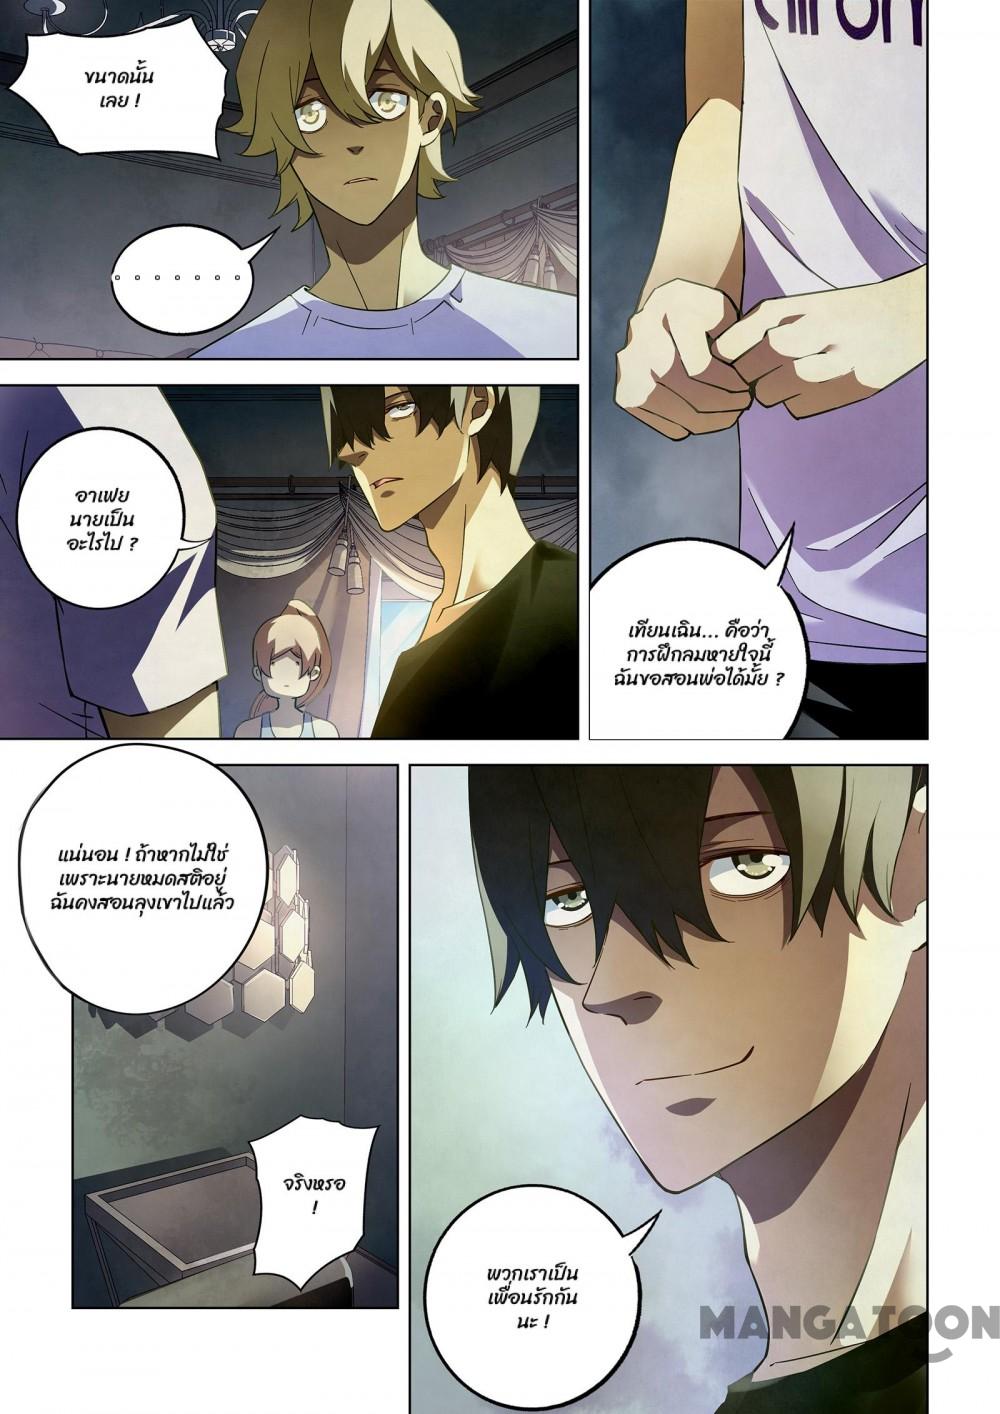 ขนาดนั้น
เลย !
. . . . . . .
อาเฟย
นายเป็น
อะไรไป ?
เทียนเฉิน... คือว่า
การฝึกลมหายใจนี้
ฉันขอสอนพ่อได้มั้ย ?
แน่นอน ! ถ้าหากไม่ใช่
เพราะนายหมดสติอยู่
ฉันคงสอนลุงเขาไปแล้ว
จริงหรอ
!
พวกเราเป็น
เพื่อนรักกัน
นะ !
MANGATOON